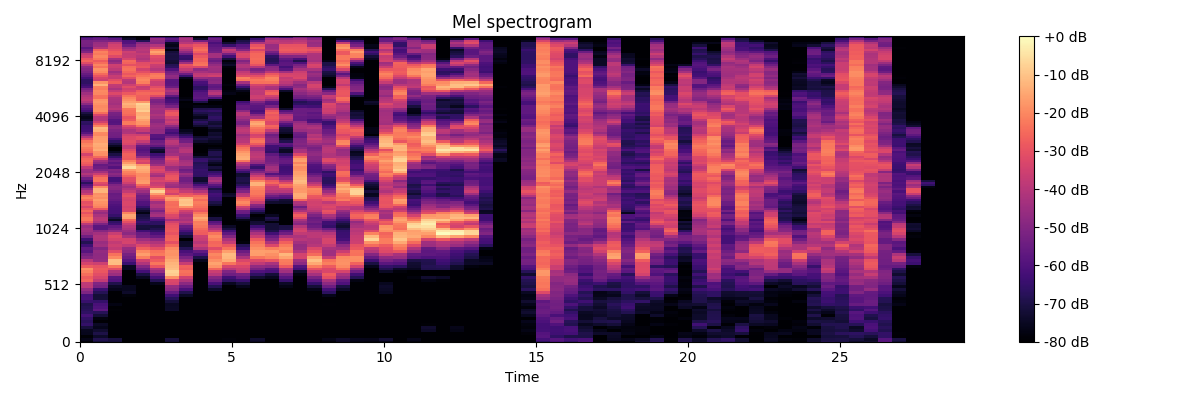 Mel spectrogram
+0 dB
8192
-10 dB
4096
-20 dB
-30 dB
2048
-40 dB
Hz
1024
-50 dB
-60 dB
512
-70 dB
0
-80 dB
0 5 10 15 20 25
Time